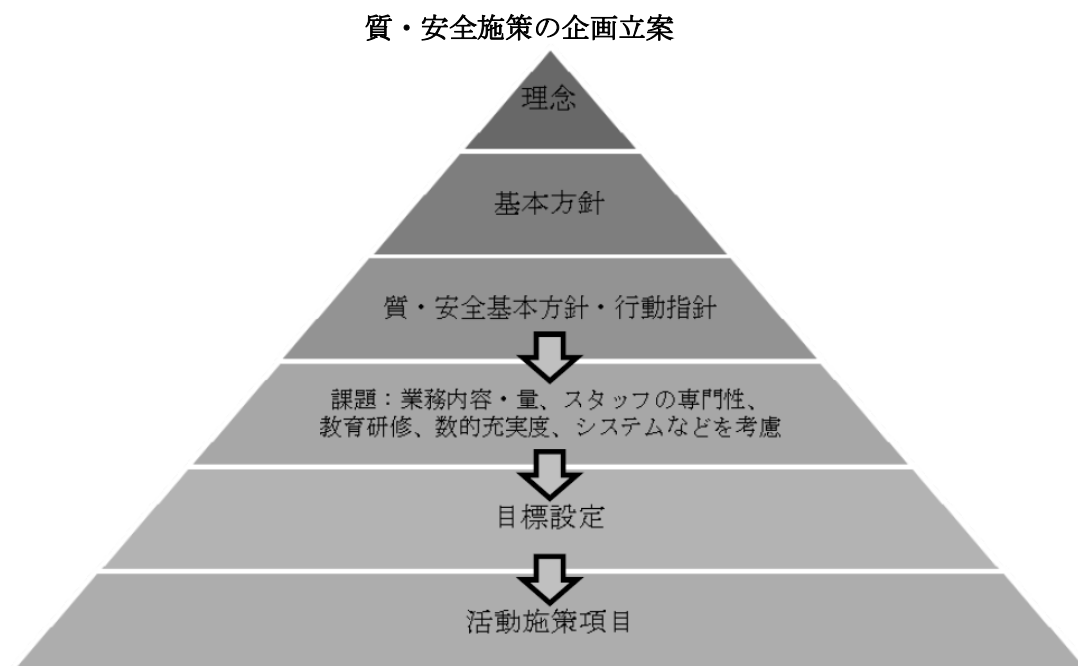 質・安全施策の企画立案
理念
基本方針
質・安全基本方針・行動指針
課題：業務内容・量、スタッフの専門性、
教育研修、数的充実度、システムなどを考慮
目標設定
活動施策項目